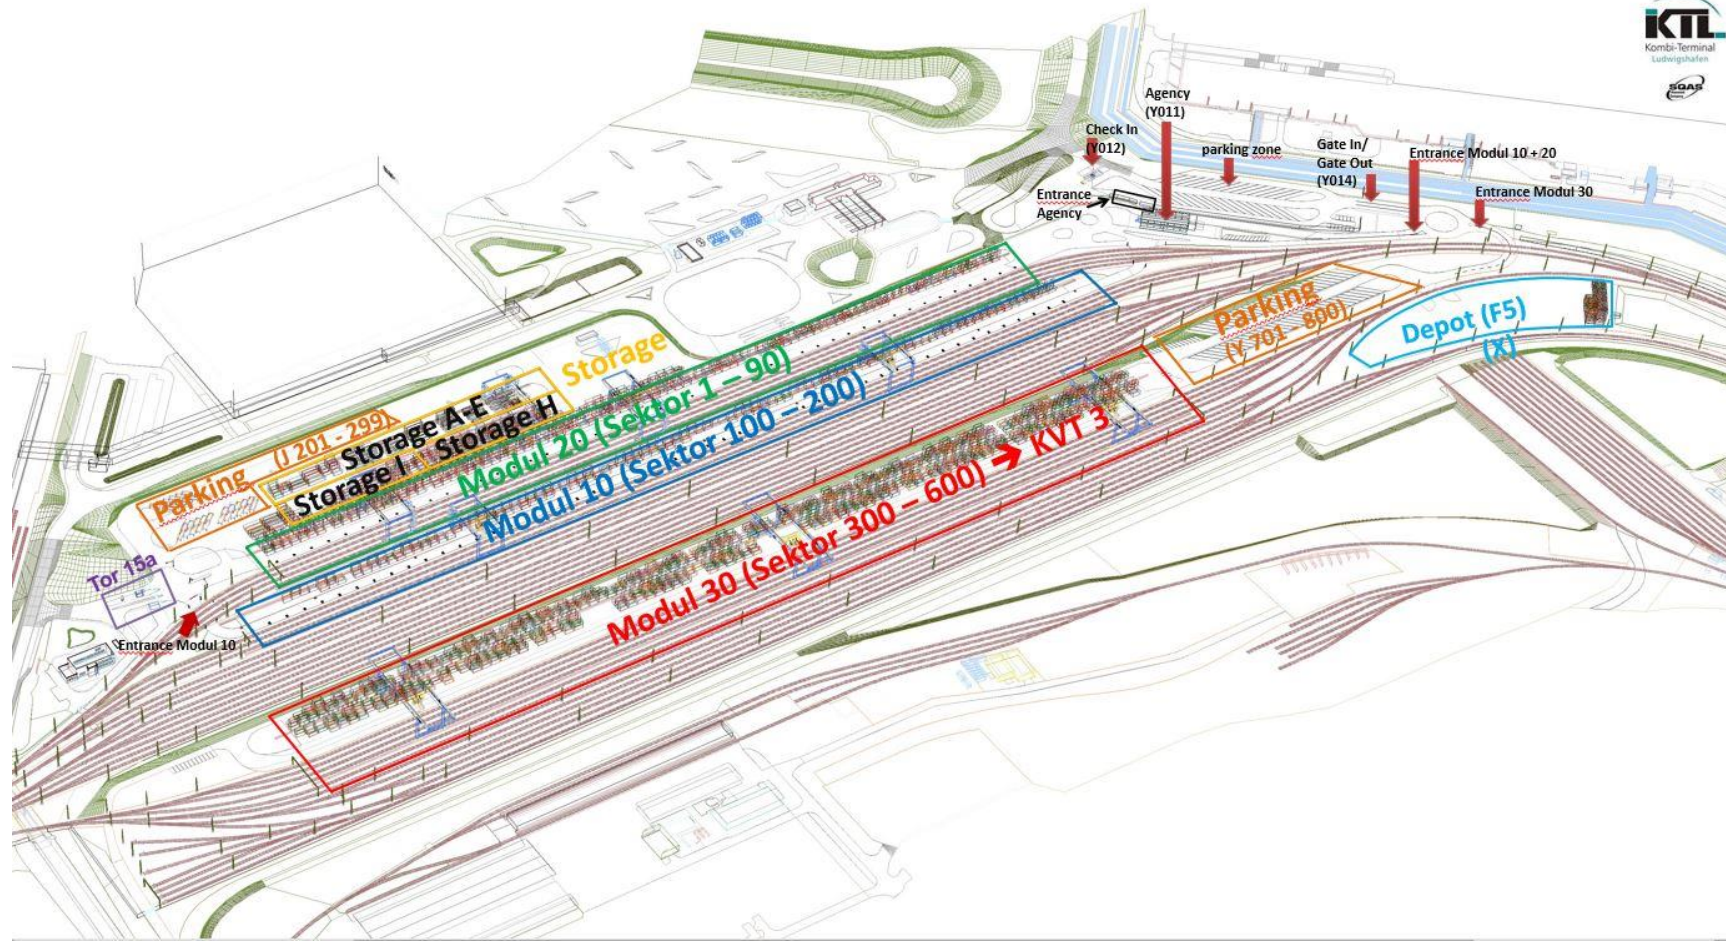 KTL
Kombi-Terminal
Ludwigshafen
SQAS
Agency
(Y011)
Check In
(Y012)
parking zone
Gate In/
Gate Out
(Y014)
Entrance Modul 10 + 20
Entrance Modul 30
Entrance
Agency
Parking
(Y 701 - 800)
Depot (F5)
(X)
Storage
Storage A-E
Storage H
Storage I
Parking
(J 201 - 299)
Modul 20 (Sektor 1 – 90)
Modul 10 (Sektor 100 – 200)
Modul 30 (Sektor 300 – 600) → KVT 3
Tor 15a
Entrance Modul 10